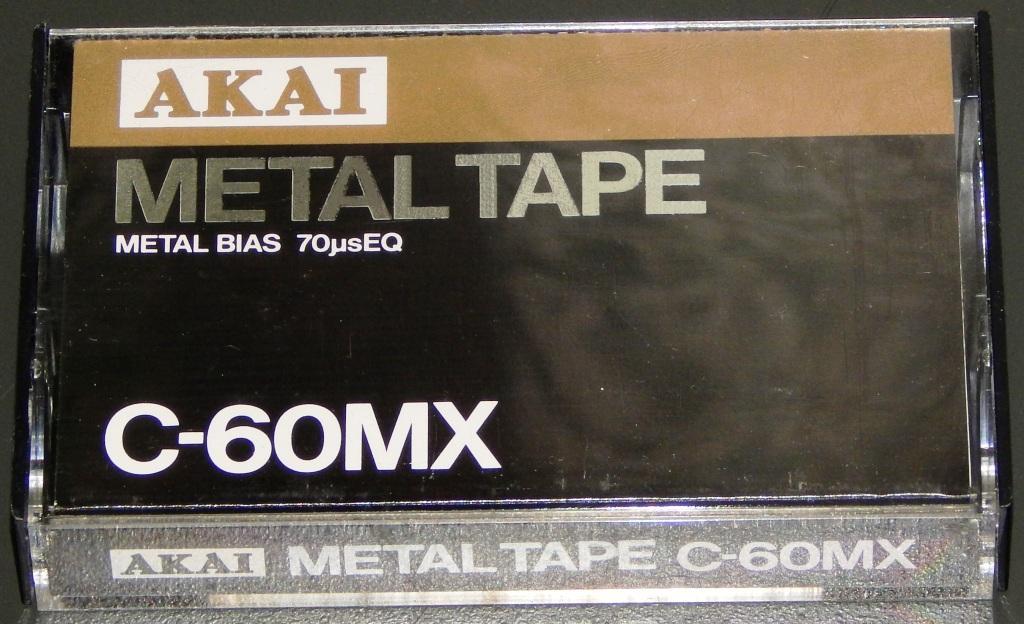 AKAI
METAL TAPE
METAL BIAS 70µsEQ
C-60MX
AKAI METAL TAPE C-60MX